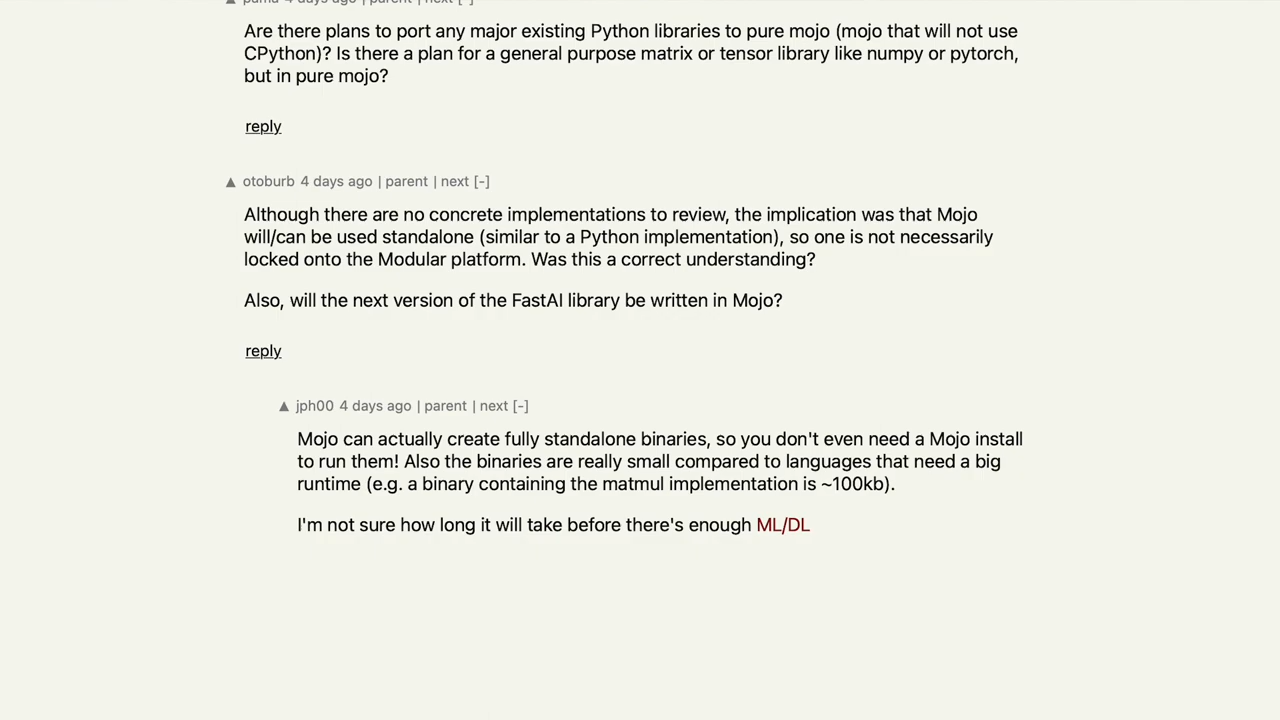 ▲ pama 4 days ago | parent | next [-]
Are there plans to port any major existing Python libraries to pure mojo (mojo that will not use
CPython)? Is there a plan for a general purpose matrix or tensor library like numpy or pytorch,
but in pure mojo?
reply
▲ otoburb 4 days ago | parent | next [-]
Although there are no concrete implementations to review, the implication was that Mojo
will/can be used standalone (similar to a Python implementation), so one is not necessarily
locked onto the Modular platform. Was this a correct understanding?
Also, will the next version of the FastAI library be written in Mojo?
reply
▲ jph00 4 days ago | parent | next [-]
Mojo can actually create fully standalone binaries, so you don't even need a Mojo install
to run them! Also the binaries are really small compared to languages that need a big
runtime (e.g. a binary containing the matmul implementation is ~100kb).
I'm not sure how long it will take before there's enough ML/DL